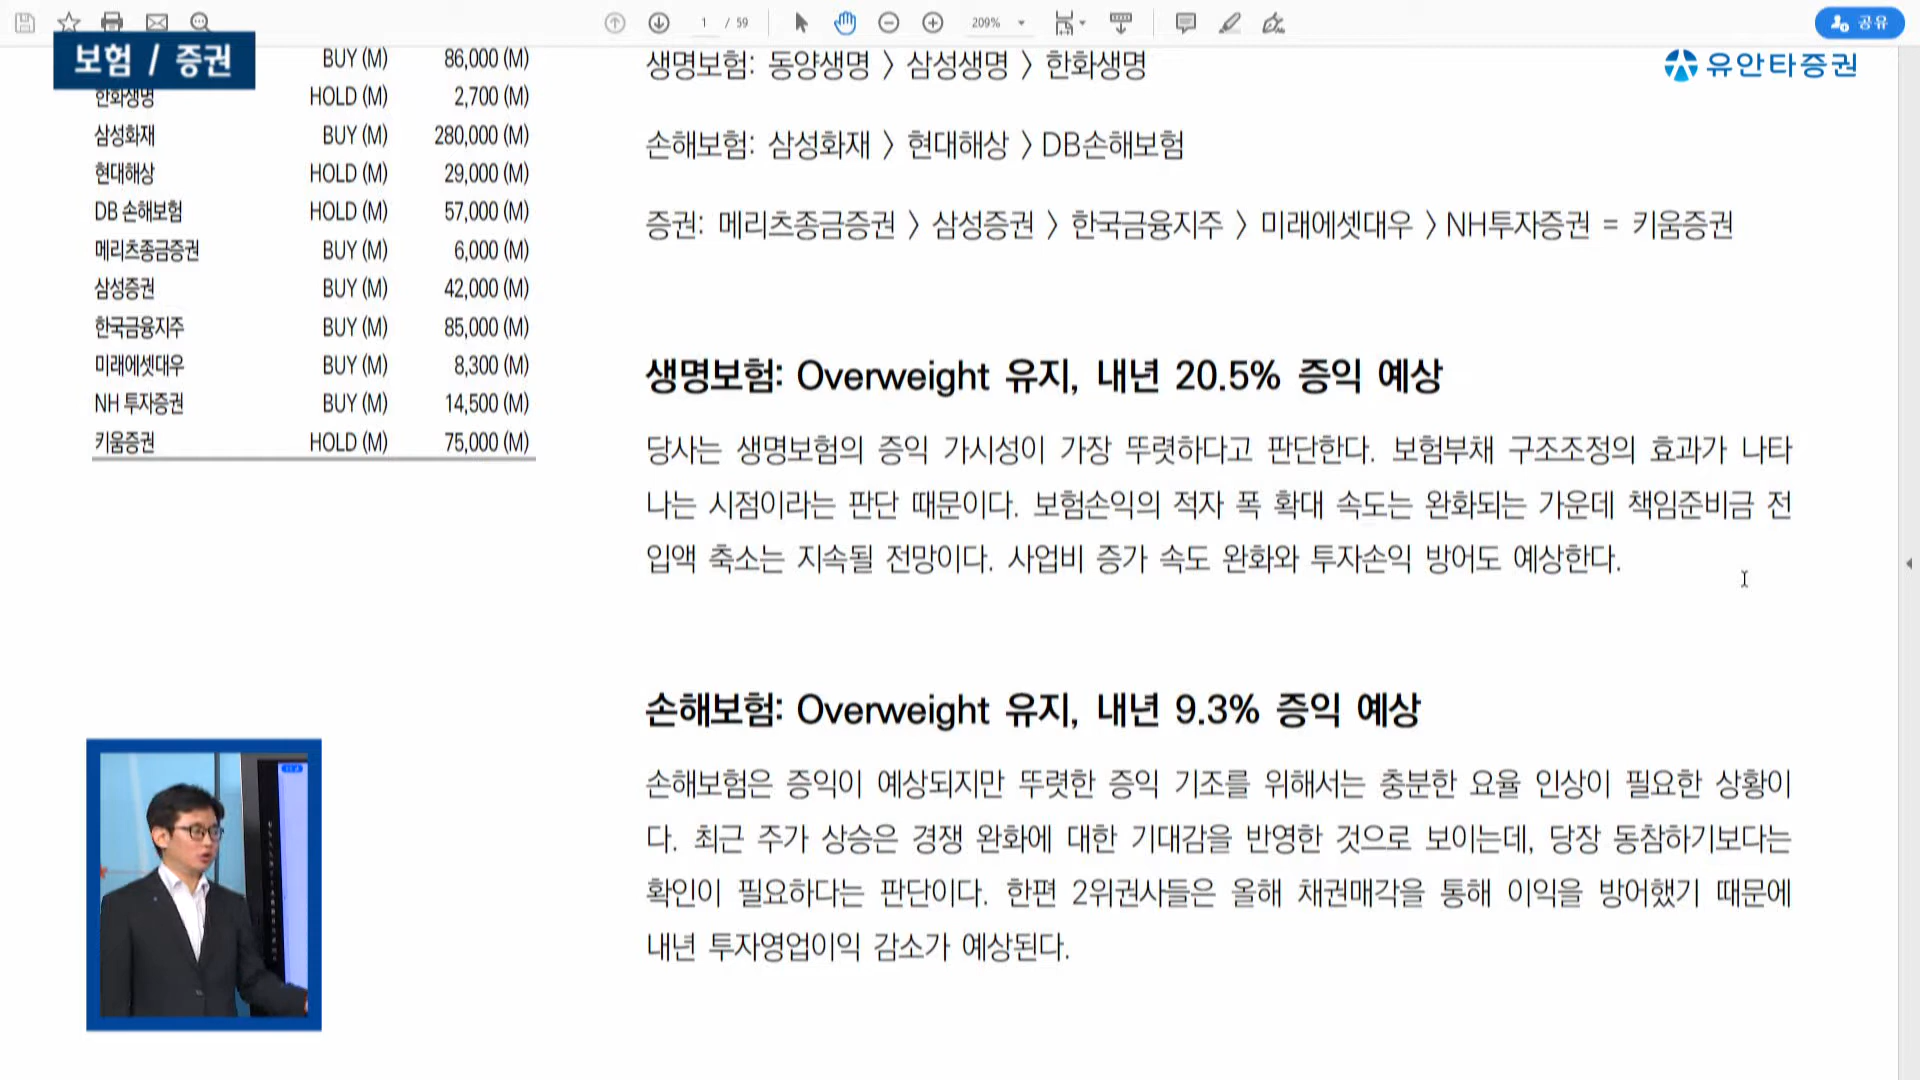 1 / 59
209%
공유
보험 / 증권
유안타증권
BUY (M) 86,000 (M)
한화생명 HOLD (M) 2,700 (M)
삼성화재 BUY (M) 280,000 (M)
현대해상 HOLD (M) 29,000 (M)
DB 손해보험 HOLD (M) 57,000 (M)
메리츠종금증권 BUY (M) 6,000 (M)
삼성증권 BUY (M) 42,000 (M)
한국금융지주 BUY (M) 85,000 (M)
미래에셋대우 BUY (M) 8,300 (M)
NH 투자증권 BUY (M) 14,500 (M)
키움증권 HOLD (M) 75,000 (M)
생명보험: 동양생명 〉 삼성생명 〉 한화생명
손해보험: 삼성화재 〉 현대해상 〉DB손해보험
증권: 메리츠종금증권 〉 삼성증권 〉 한국금융지주 〉 미래에셋대우 〉NH투자증권 = 키움증권
생명보험: Overweight 유지, 내년 20.5% 증익 예상
당사는 생명보험의 증익 가시성이 가장 뚜렷하다고 판단한다. 보험부채 구조조정의 효과가 나타
나는 시점이라는 판단 때문이다. 보험손익의 적자 폭 확대 속도는 완화되는 가운데 책임준비금 전
입액 축소는 지속될 전망이다. 사업비 증가 속도 완화와 투자손익 방어도 예상한다.
손해보험: Overweight 유지, 내년 9.3% 증익 예상
손해보험은 증익이 예상되지만 뚜렷한 증익 기조를 위해서는 충분한 요율 인상이 필요한 상황이
다. 최근 주가 상승은 경쟁 완화에 대한 기대감을 반영한 것으로 보이는데, 당장 동참하기보다는
확인이 필요하다는 판단이다. 한편 2위권사들은 올해 채권매각을 통해 이익을 방어했기 때문에
내년 투자영업이익 감소가 예상된다.